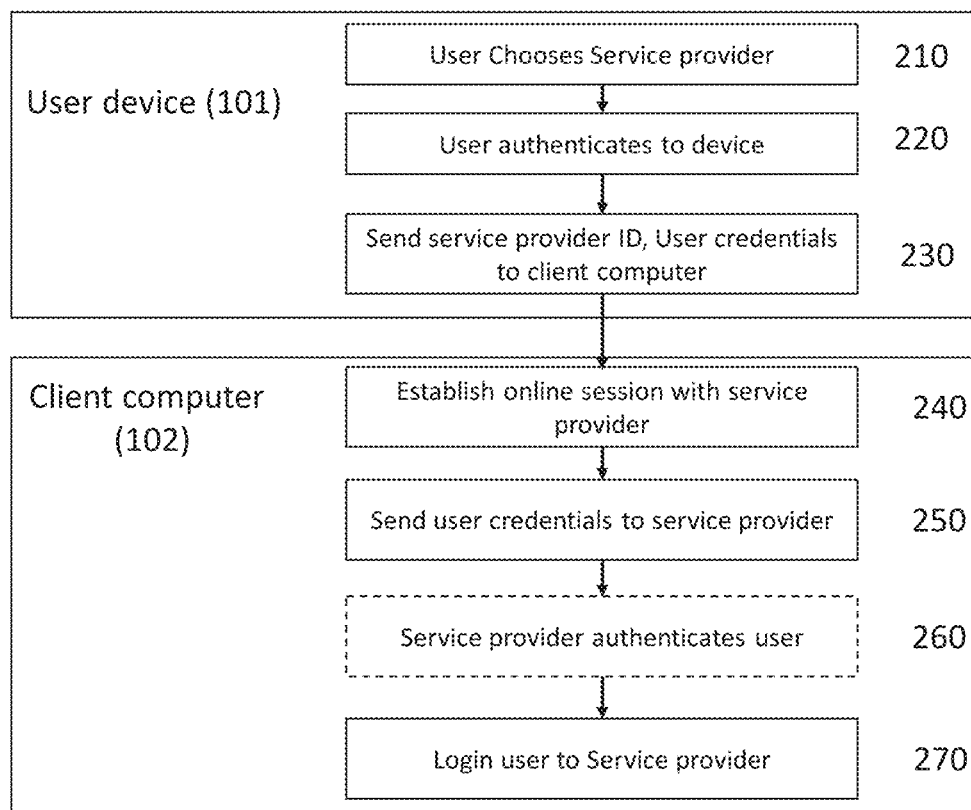 User device (101)
User Chooses Service provider
210
User authenticates to device
220
Send service provider ID, User credentials
to client computer
230
Client computer
(102)
Establish online session with service
provider
240
Send user credentials to service provider
250
Service provider authenticates user
260
Login user to Service provider
270